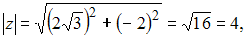 |z| = √((2√3)² + (−2)²) = √16 = 4,